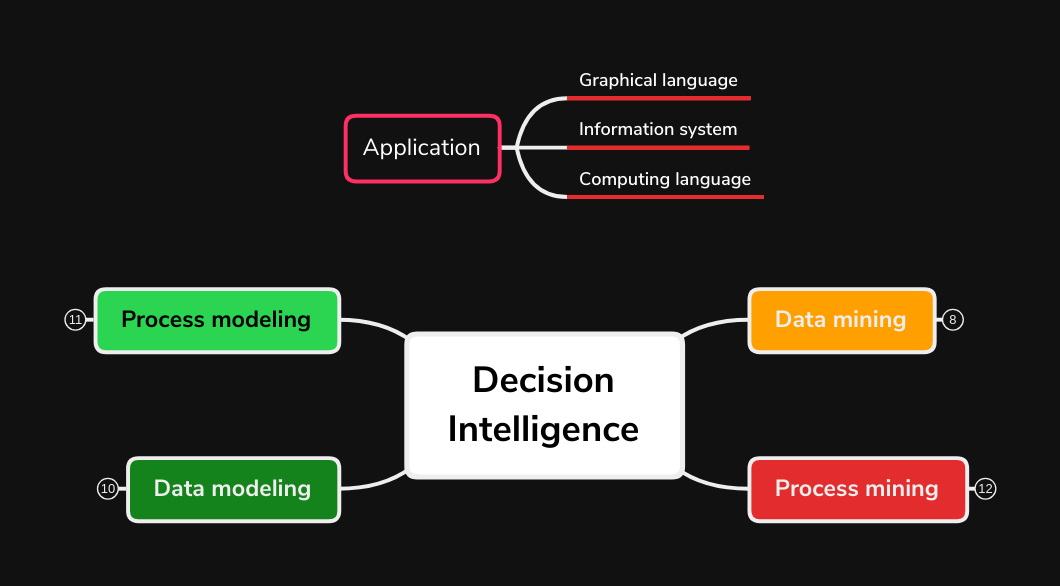 Graphical language
Application
Information system
Computing language
11
Process modeling
Data mining
8
Decision
Intelligence
10
Data modeling
Process mining
12